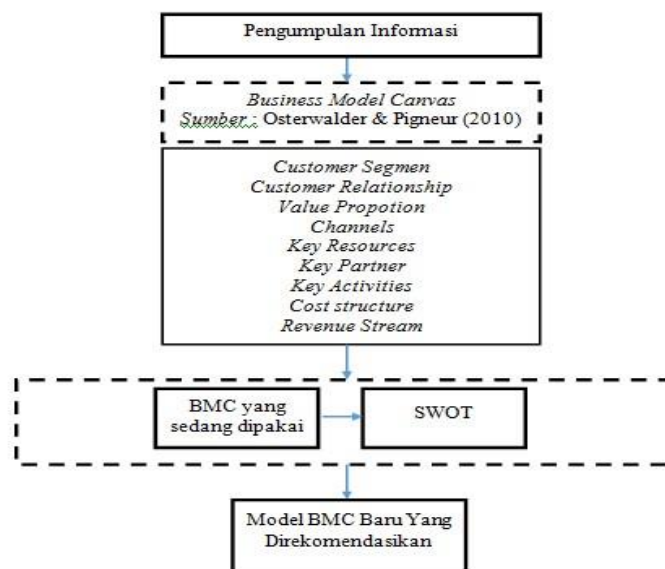 Pengumpulan Informasi
Business Model Canvas
Sumber : Osterwalder & Pigneur (2010)
Customer Segmen
Customer Relationship
Value Propotion
Channels
Key Resources
Key Partner
Key Activities
Cost structure
Revenue Stream
BMC yang
sedang dipakai
SWOT
Model BMC Baru Yang
Direkomendasikan